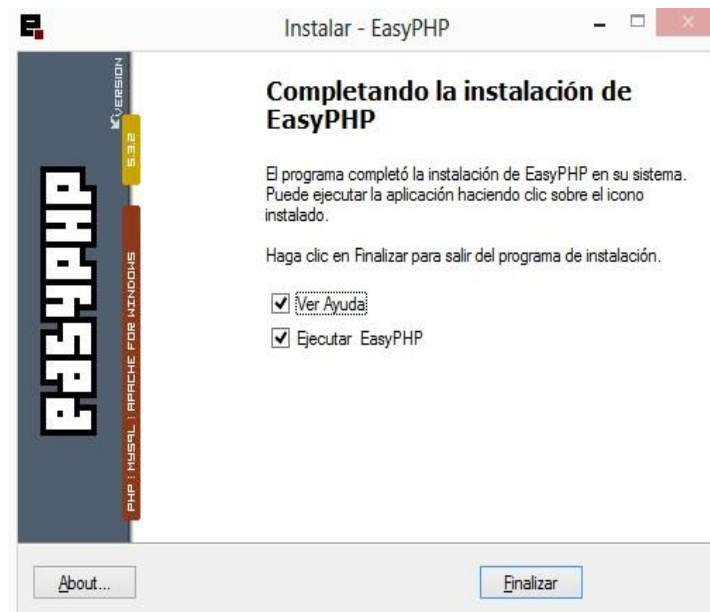 Instalar - EasyPHP
VERSION
5.3.2
easyPHP
PHP : MYSQL : APACHE FOR WINDOWS
Completando la instalación de
EasyPHP
El programa completó la instalación de EasyPHP en su sistema.
Puede ejecutar la aplicación haciendo clic sobre el icono
instalado.
Haga clic en Finalizar para salir del programa de instalación.
Ver Ayuda
Ejecutar EasyPHP
About...
Finalizar